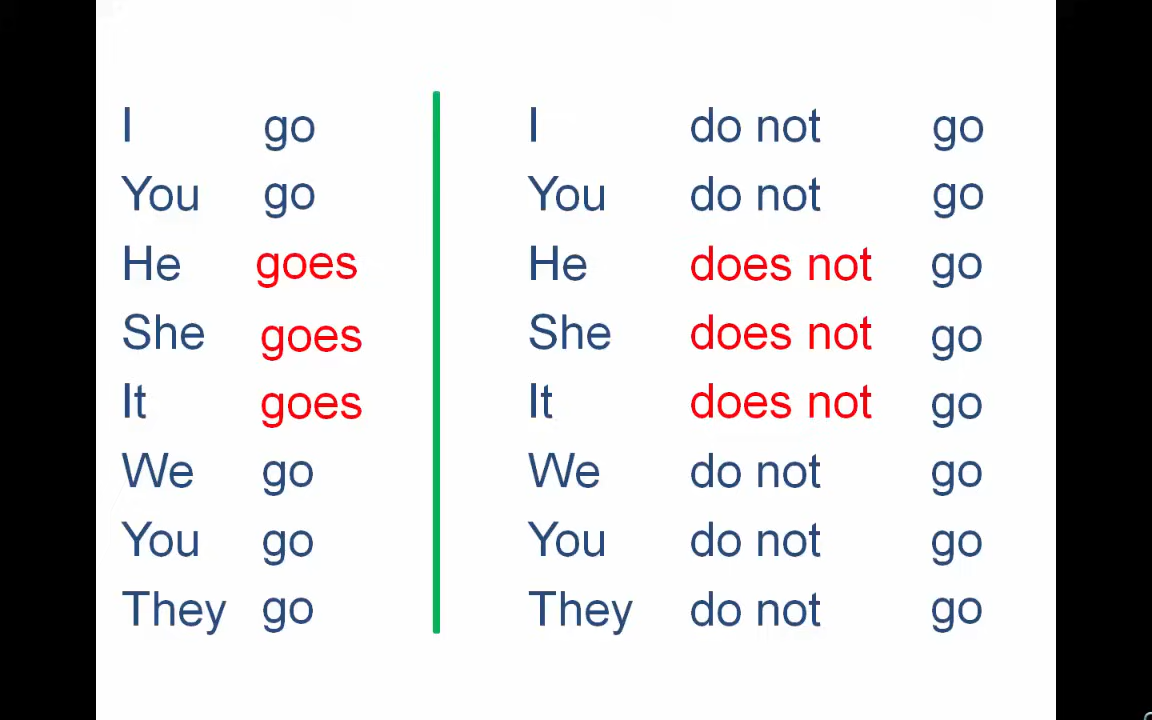 I go I do not go
You go You do not go
He goes He does not go
She goes She does not go
It goes It does not go
We go We do not go
You go You do not go
They go They do not go